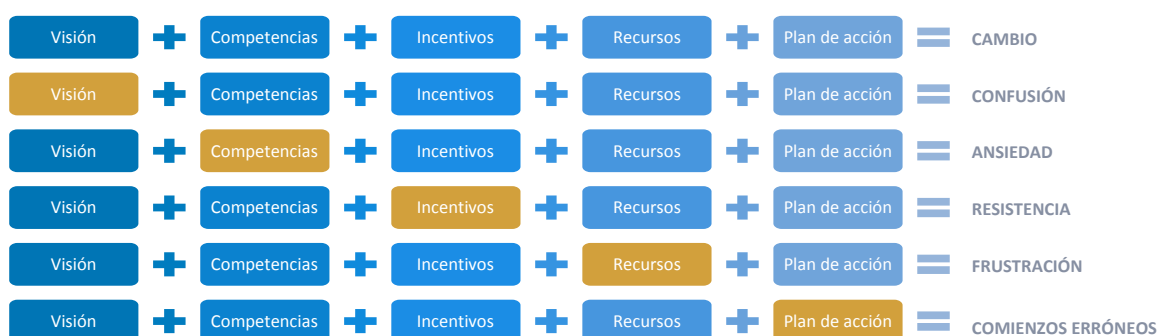 Visión Competencias Incentivos Recursos Plan de acción CAMBIO
Visión Competencias Incentivos Recursos Plan de acción CONFUSIÓN
Visión Competencias Incentivos Recursos Plan de acción ANSIEDAD
Visión Competencias Incentivos Recursos Plan de acción RESISTENCIA
Visión Competencias Incentivos Recursos Plan de acción FRUSTRACIÓN
Visión Competencias Incentivos Recursos Plan de acción COMIENZOS ERRÓNEOS